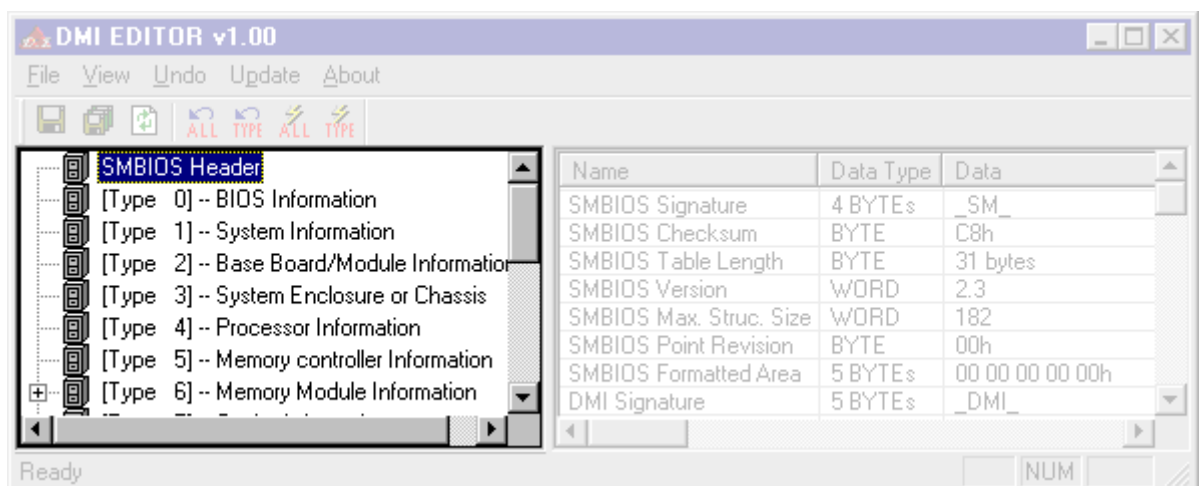 DMI EDITOR v1.00
File View Undo Update About
ALL TYPE ALL TYPE
SMBIOS Header
[Type 0] -- BIOS Information
[Type 1] -- System Information
[Type 2] -- Base Board/Module Information
[Type 3] -- System Enclosure or Chassis
[Type 4] -- Processor Information
[Type 5] -- Memory controller Information
[Type 6] -- Memory Module Information
Name Data Type Data
SMBIOS Signature 4 BYTEs _SM_
SMBIOS Checksum BYTE C8h
SMBIOS Table Length BYTE 31 bytes
SMBIOS Version WORD 2.3
SMBIOS Max. Struc. Size WORD 182
SMBIOS Point Revision BYTE 00h
SMBIOS Formatted Area 5 BYTEs 00 00 00 00 00h
DMI Signature 5 BYTEs _DMI_
Ready NUM